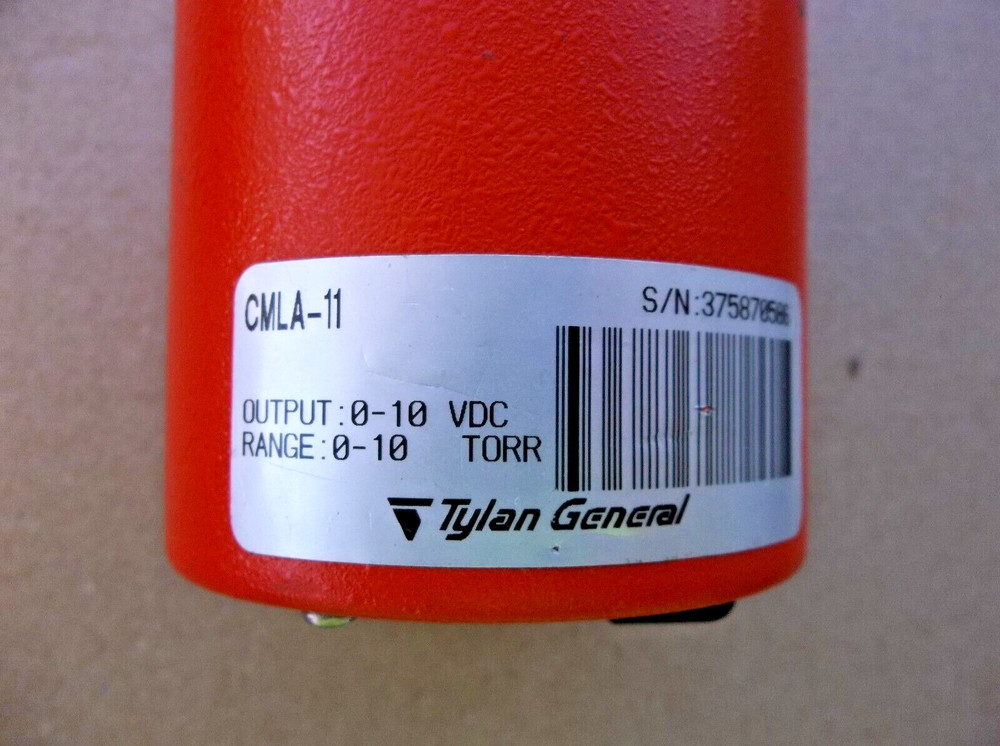 CMLA-11
S/N:375870586
OUTPUT:0-10 VDC
RANGE:0-10 TORR
Tylan General